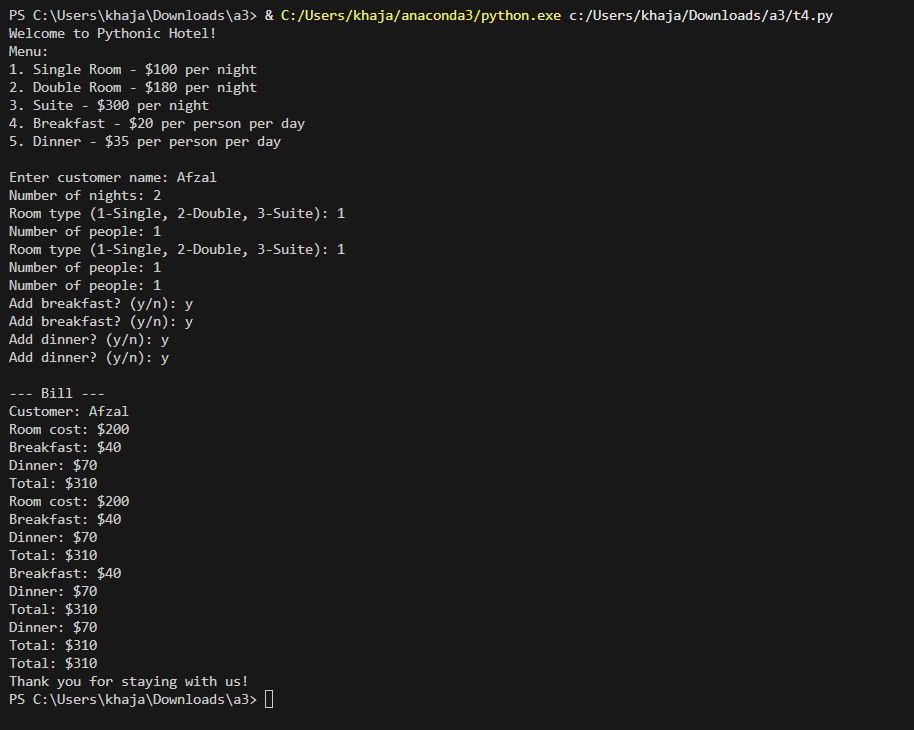 PS C:\Users\khaja\Downloads\a3> & C:/Users/khaja/anaconda3/python.exe c:/Users/khaja/Downloads/a3/t4.py
Welcome to Pythonic Hotel!
Menu:
1. Single Room - $100 per night
2. Double Room - $180 per night
3. Suite - $300 per night
4. Breakfast - $20 per person per day
5. Dinner - $35 per person per day

Enter customer name: Afzal
Number of nights: 2
Room type (1-Single, 2-Double, 3-Suite): 1
Number of people: 1
Room type (1-Single, 2-Double, 3-Suite): 1
Number of people: 1
Number of people: 1
Add breakfast? (y/n): y
Add breakfast? (y/n): y
Add dinner? (y/n): y
Add dinner? (y/n): y

--- Bill ---
Customer: Afzal
Room cost: $200
Breakfast: $40
Dinner: $70
Total: $310
Room cost: $200
Breakfast: $40
Dinner: $70
Total: $310
Breakfast: $40
Dinner: $70
Total: $310
Dinner: $70
Total: $310
Total: $310
Thank you for staying with us!
PS C:\Users\khaja\Downloads\a3>